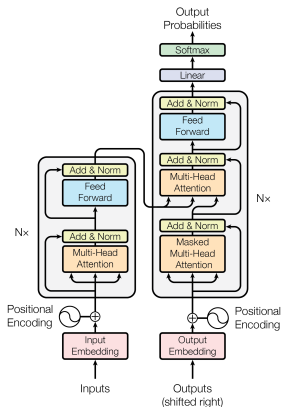 Output
Probabilities
Softmax
Linear
Add & Norm
Feed
Forward
Add & Norm
Multi-Head
Attention
Add & Norm
Masked
Multi-Head
Attention
N×
Positional
Encoding
Output
Embedding
Outputs
(shifted right)
Add & Norm
Feed
Forward
N×
Add & Norm
Multi-Head
Attention
Positional
Encoding
Input
Embedding
Inputs